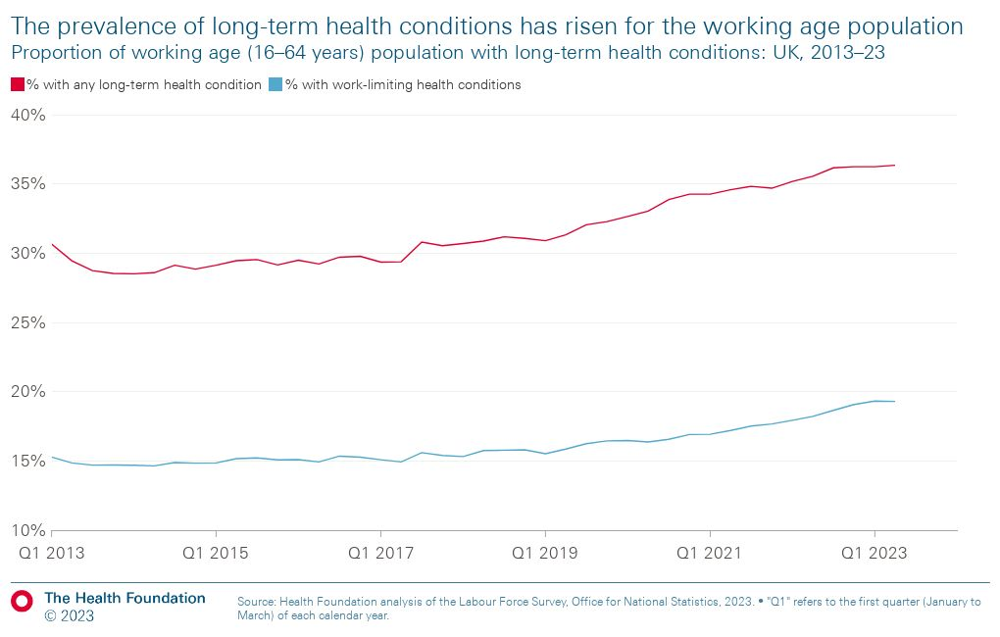 The prevalence of long-term health conditions has risen for the working age population
Proportion of working age (16–64 years) population with long-term health conditions: UK, 2013–23
% with any long-term health condition % with work-limiting health conditions
40%
35%
30%
25%
20%
15%
10%
Q1 2013 Q1 2015 Q1 2017 Q1 2019 Q1 2021 Q1 2023
The Health Foundation
© 2023
Source: Health Foundation analysis of the Labour Force Survey, Office for National Statistics, 2023. • "Q1" refers to the first quarter (January to
March) of each calendar year.